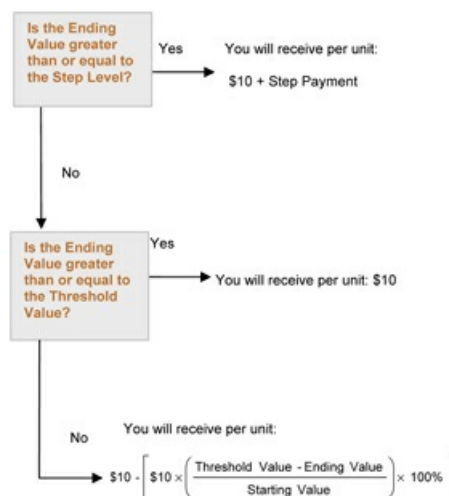 Is the Ending
Value greater
than or equal to
the Step Level?
Yes
You will receive per unit:
$10 + Step Payment
No
Is the Ending
Value greater
than or equal to
the Threshold
Value?
Yes
You will receive per unit: $10
No
You will receive per unit:
$10 - [ $10 × ( Threshold Value - Ending Value
Starting Value ) × 100%